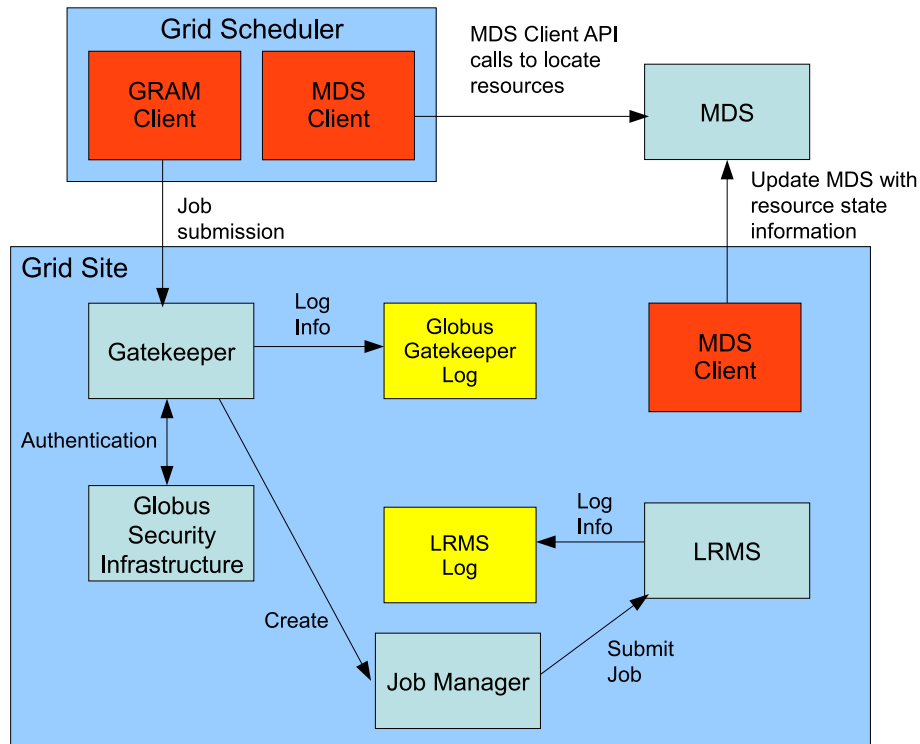 Grid Scheduler
GRAM
Client
MDS
Client
MDS Client API
calls to locate
resources
MDS
Job
submission
Update MDS with
resource state
information
Grid Site
Gatekeeper
Log
Info
Globus
Gatekeeper
Log
MDS
Client
Authentication
Globus
Security
Infrastructure
LRMS
Log
Log
Info
LRMS
Create
Job Manager
Submit
Job